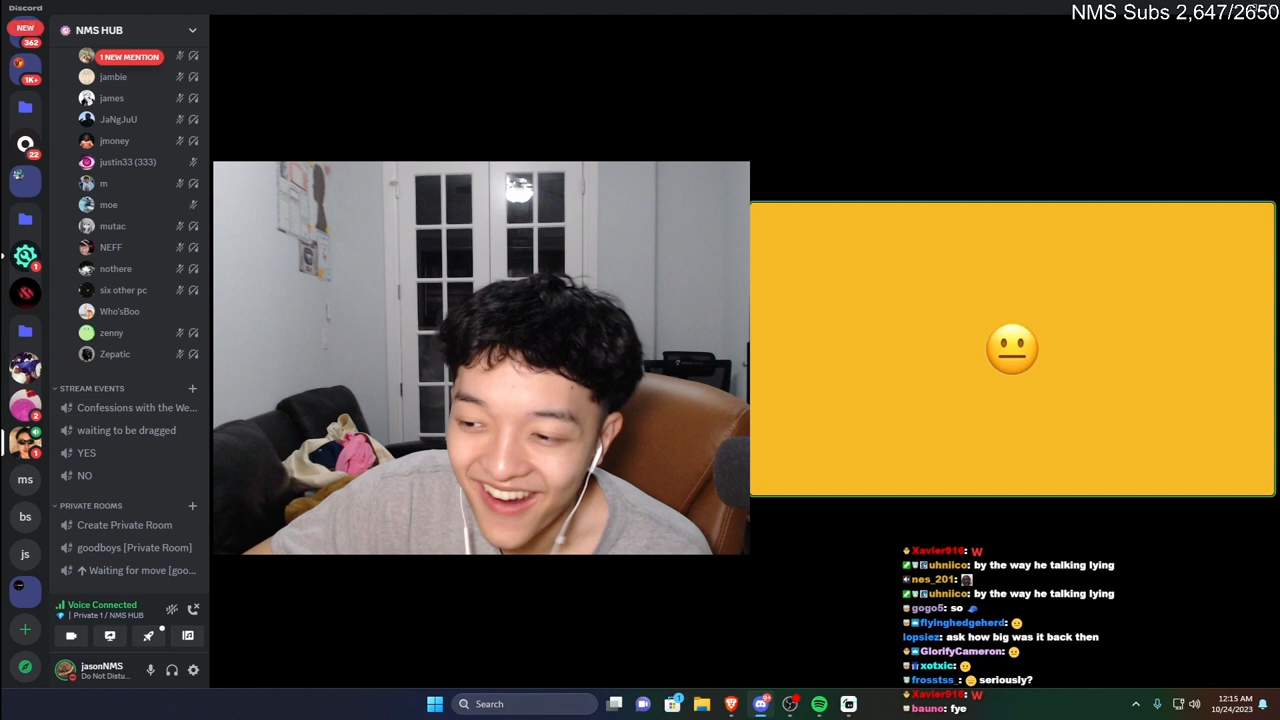 Discord
NMS Subs 2,647/2650
NEW
362
1K+
22
1
2
1
ms
bs
js
NMS HUB
1 NEW MENTION
jambie
james
JaNgJuU
jmoney
justin33 (333)
m
moe
mutac
NEFF
nothere
six other pc
Who'sBoo
zenny
Zepatic
STREAM EVENTS
Confessions with the We...
waiting to be dragged
YES
NO
PRIVATE ROOMS
Create Private Room
goodboys [Private Room]
Waiting for move [goo...
Voice Connected
Private 1 / NMS HUB
jasonNMS
Do Not Distu...
Xavier916: W
uhniico: by the way he talking lying
nes_201:
uhniico: by the way he talking lying
gogo5: so 🧢
flyinghedgeherd: 😐
lopsiez: ask how big was it back then
GlorifyCameron: 😐
xotxic: 😐
frosstss_: 😑 seriously?
Xavier916: W
bauno: fye
Search
12:15 AM
10/24/2023